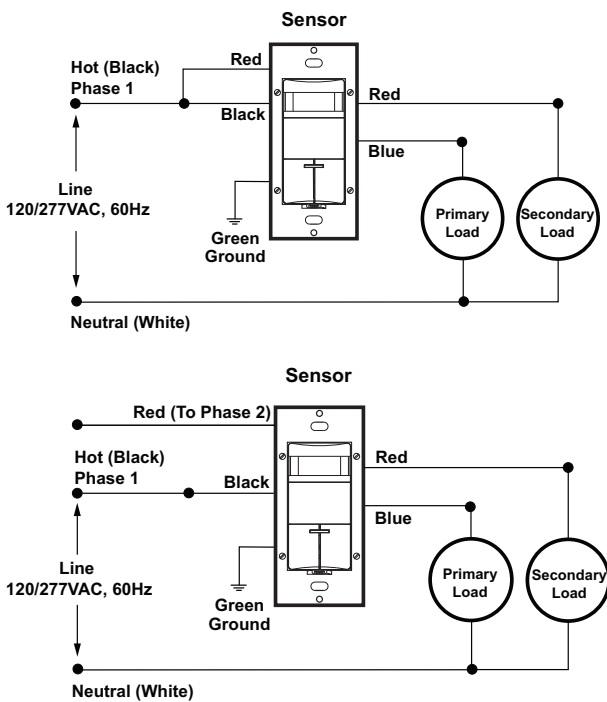 Sensor
Red
Hot (Black)
Phase 1
Black
Red
Blue
Line
120/277VAC, 60Hz
Primary
Load
Secondary
Load
Green
Ground
Neutral (White)
Sensor
Red (To Phase 2)
Hot (Black)
Phase 1
Black
Red
Blue
Line
120/277VAC, 60Hz
Primary
Load
Secondary
Load
Green
Ground
Neutral (White)